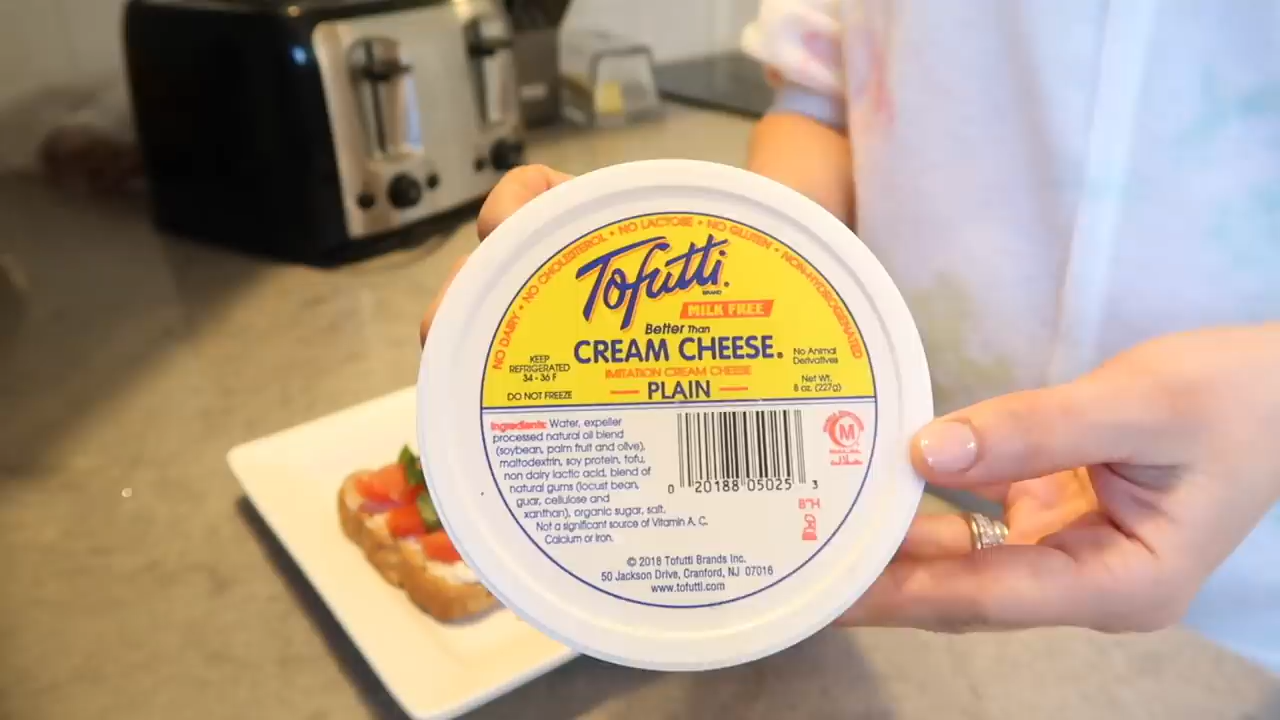 NO DAIRY • NO CHOLESTEROL • NO LACTOSE • NO GLUTEN • NON-HYDROGENATED
Tofutti
BRAND
MILK FREE
Better Than
CREAM CHEESE®
IMITATION CREAM CHEESE
PLAIN
KEEP
REFRIGERATED
34 - 36 F
DO NOT FREEZE
No Animal
Derivatives
Net Wt.
8 oz. (227g)
Ingredients: Water, expeller
processed natural oil blend
(soybean, palm fruit and olive),
maltodextrin, soy protein, tofu,
non dairy lactic acid, blend of
natural gums (locust bean,
guar, cellulose and
xanthan), organic sugar, salt.
Not a significant source of Vitamin A, C,
Calcium or Iron.
0 20188 05025 3
M
H-8
© 2018 Tofutti Brands Inc.
50 Jackson Drive, Cranford, NJ 07016
www.tofutti.com